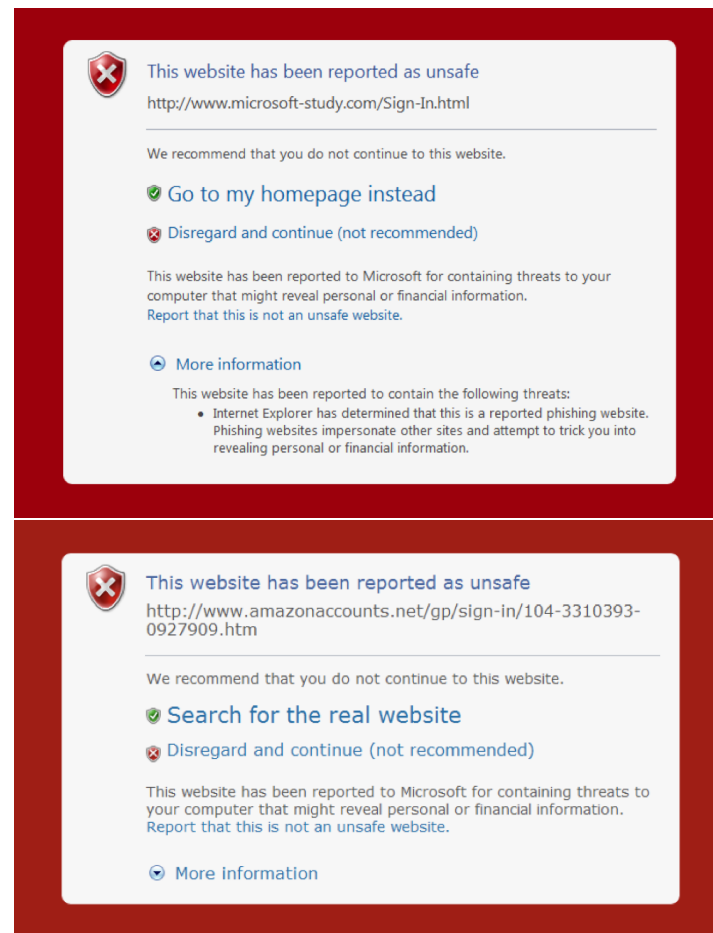 This website has been reported as unsafe
http://www.microsoft-study.com/Sign-In.html
We recommend that you do not continue to this website.
Go to my homepage instead
Disregard and continue (not recommended)
This website has been reported to Microsoft for containing threats to your
computer that might reveal personal or financial information.
Report that this is not an unsafe website.
More information
This website has been reported to contain the following threats:
• Internet Explorer has determined that this is a reported phishing website.
Phishing websites impersonate other sites and attempt to trick you into
revealing personal or financial information.
This website has been reported as unsafe
http://www.amazonaccounts.net/gp/sign-in/104-3310393-
0927909.htm
We recommend that you do not continue to this website.
Search for the real website
Disregard and continue (not recommended)
This website has been reported to Microsoft for containing threats to
your computer that might reveal personal or financial information.
Report that this is not an unsafe website.
More information